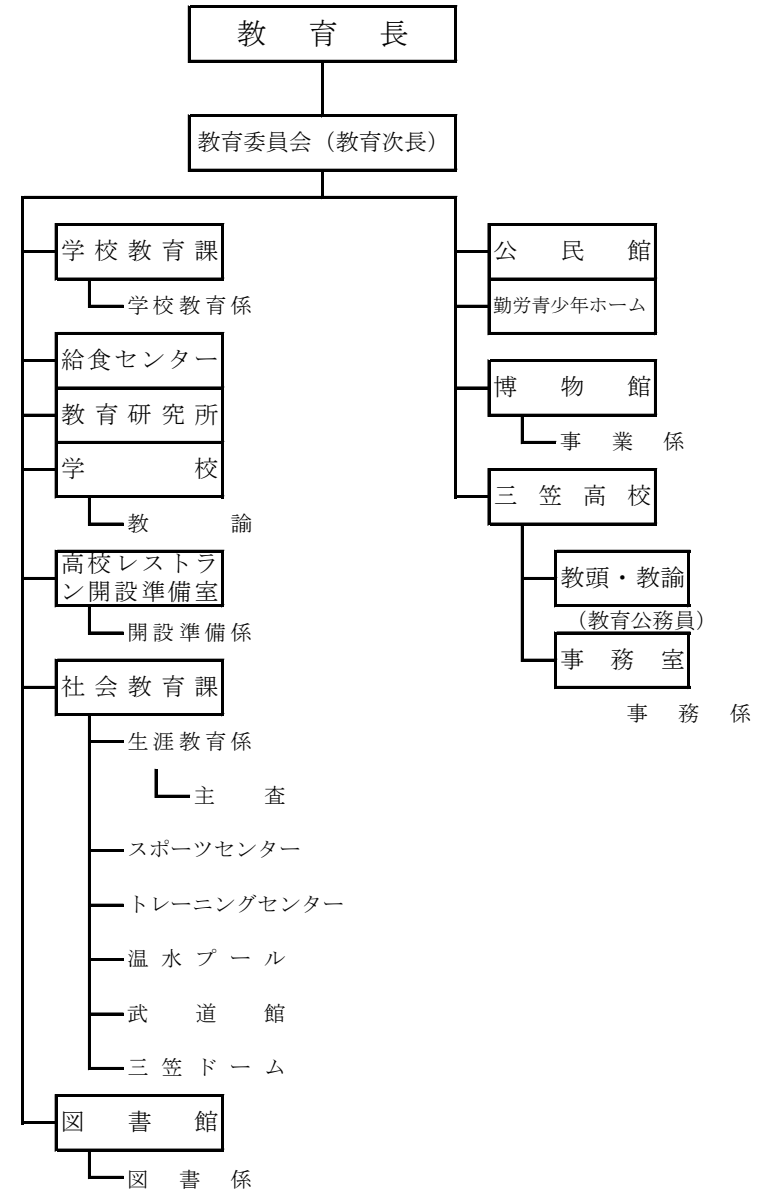 教育長
教育委員会（教育次長）
学校教育課
学校教育係
給食センター
教育研究所
学校
教諭
高校レストラ
ン開設準備室
開設準備係
社会教育課
生涯教育係
主査
スポーツセンター
トレーニングセンター
温水プール
武道館
三笠ドーム
図書館
図書係
公民館
勤労青少年ホーム
博物館
事業係
三笠高校
教頭・教諭
（教育公務員）
事務室
事務係